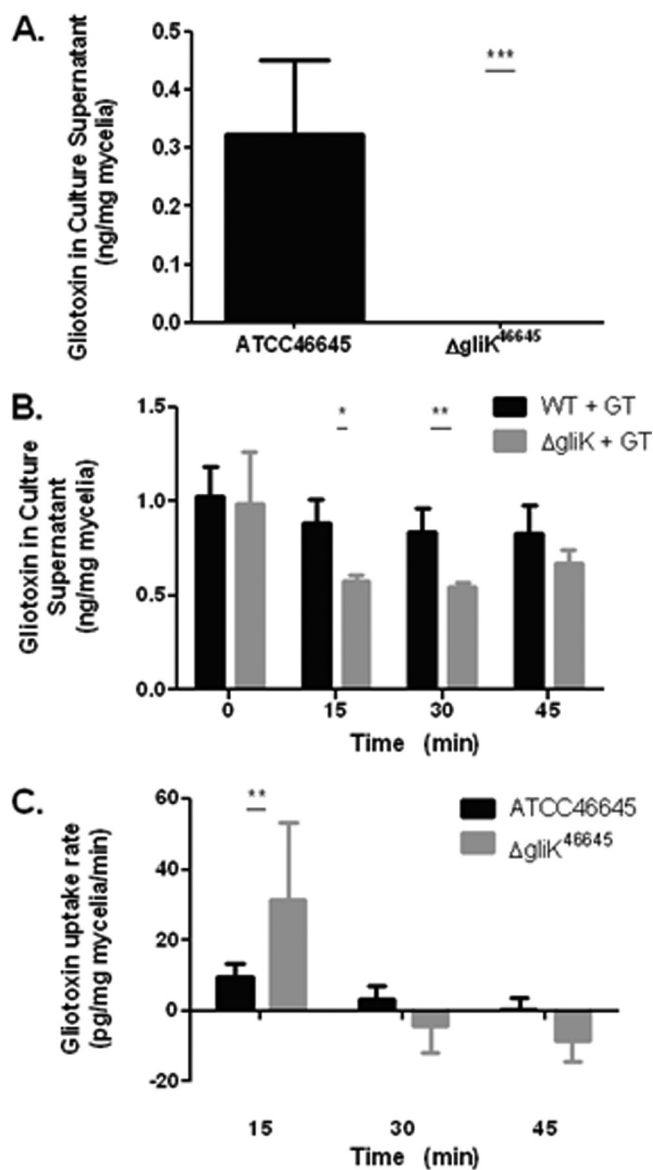 A.
Gliotoxin in Culture Supernatant
(ng/mg mycelia)
0.5
0.4
0.3
0.2
0.1
0.0
***
ATCC46645
ΔgliK46645
B.
Gliotoxin in Culture
Supernatant
(ng/mg mycelia)
1.5
1.0
0.5
0.0
*
**
WT + GT
ΔgliK + GT
0 15 30 45
Time (min)
C.
Gliotoxin uptake rate
(pg/mg mycelia/min)
60
40
20
0
-20
**
ATCC46645
ΔgliK46645
15 30 45
Time (min)